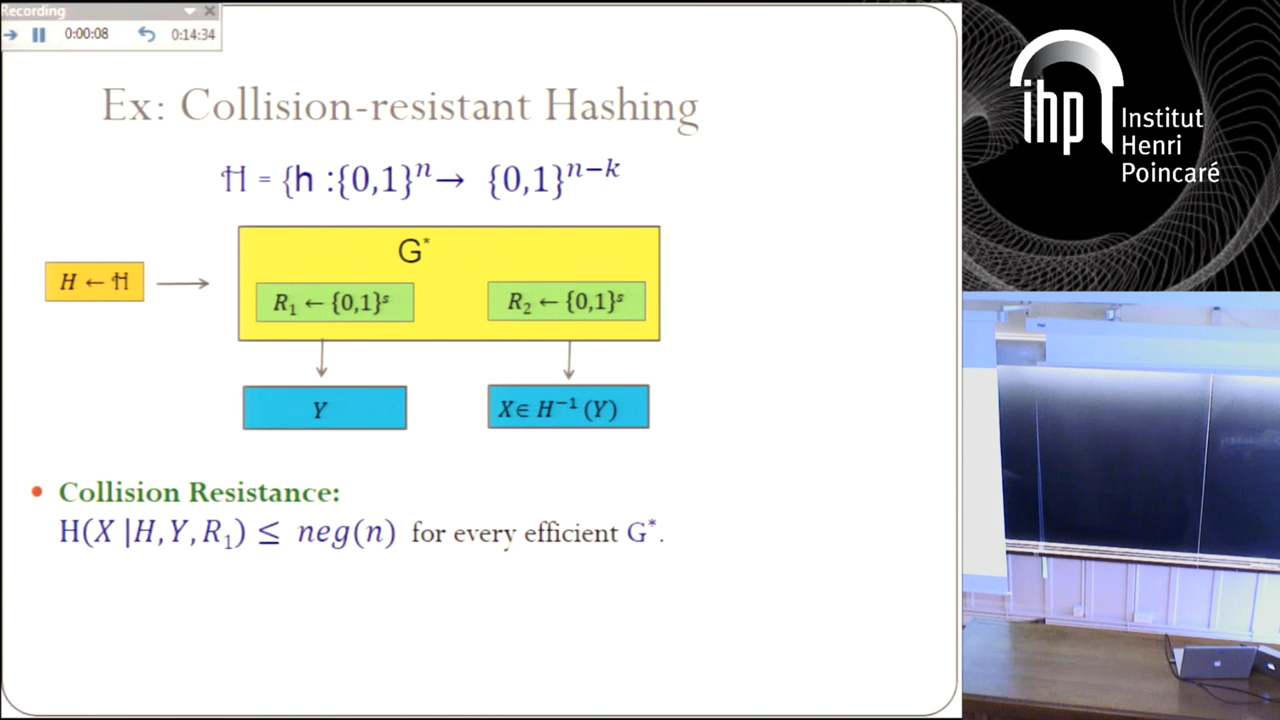 Recording
0:00:08 0:14:34
Ex: Collision-resistant Hashing
Ħ = {h :{0,1}ⁿ→ {0,1}ⁿ⁻ᵏ
G*
H ← Ħ
R₁ ← {0,1}ˢ
R₂ ← {0,1}ˢ
Y
X∈ H⁻¹ (Y)
• Collision Resistance:
H(X |H,Y,R₁) ≤ neg(n) for every efficient G*.
ihp
Institut
Henri
Poincaré